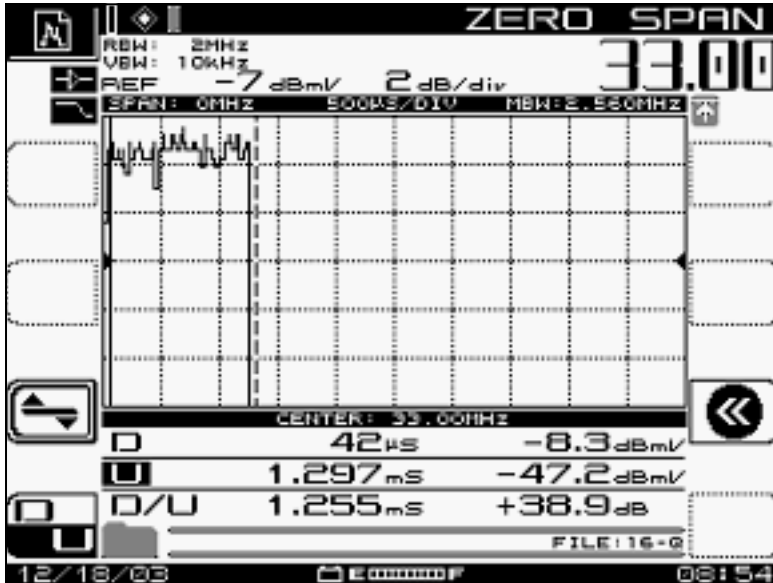 ZERO SPAN
RBW: 2MHz
VBW: 10kHz
REF -7 dBmV 2 dB/div
33.00
SPAN: 0MHz 500µS/DIV MBW:2.560MHz
CENTER: 33.00MHz
D 42µS -8.3dBmV
U 1.297mS -47.2dBmV
D/U 1.255mS +38.9dB
D
U
FILE:16-Q
12/18/03 E F 08:54